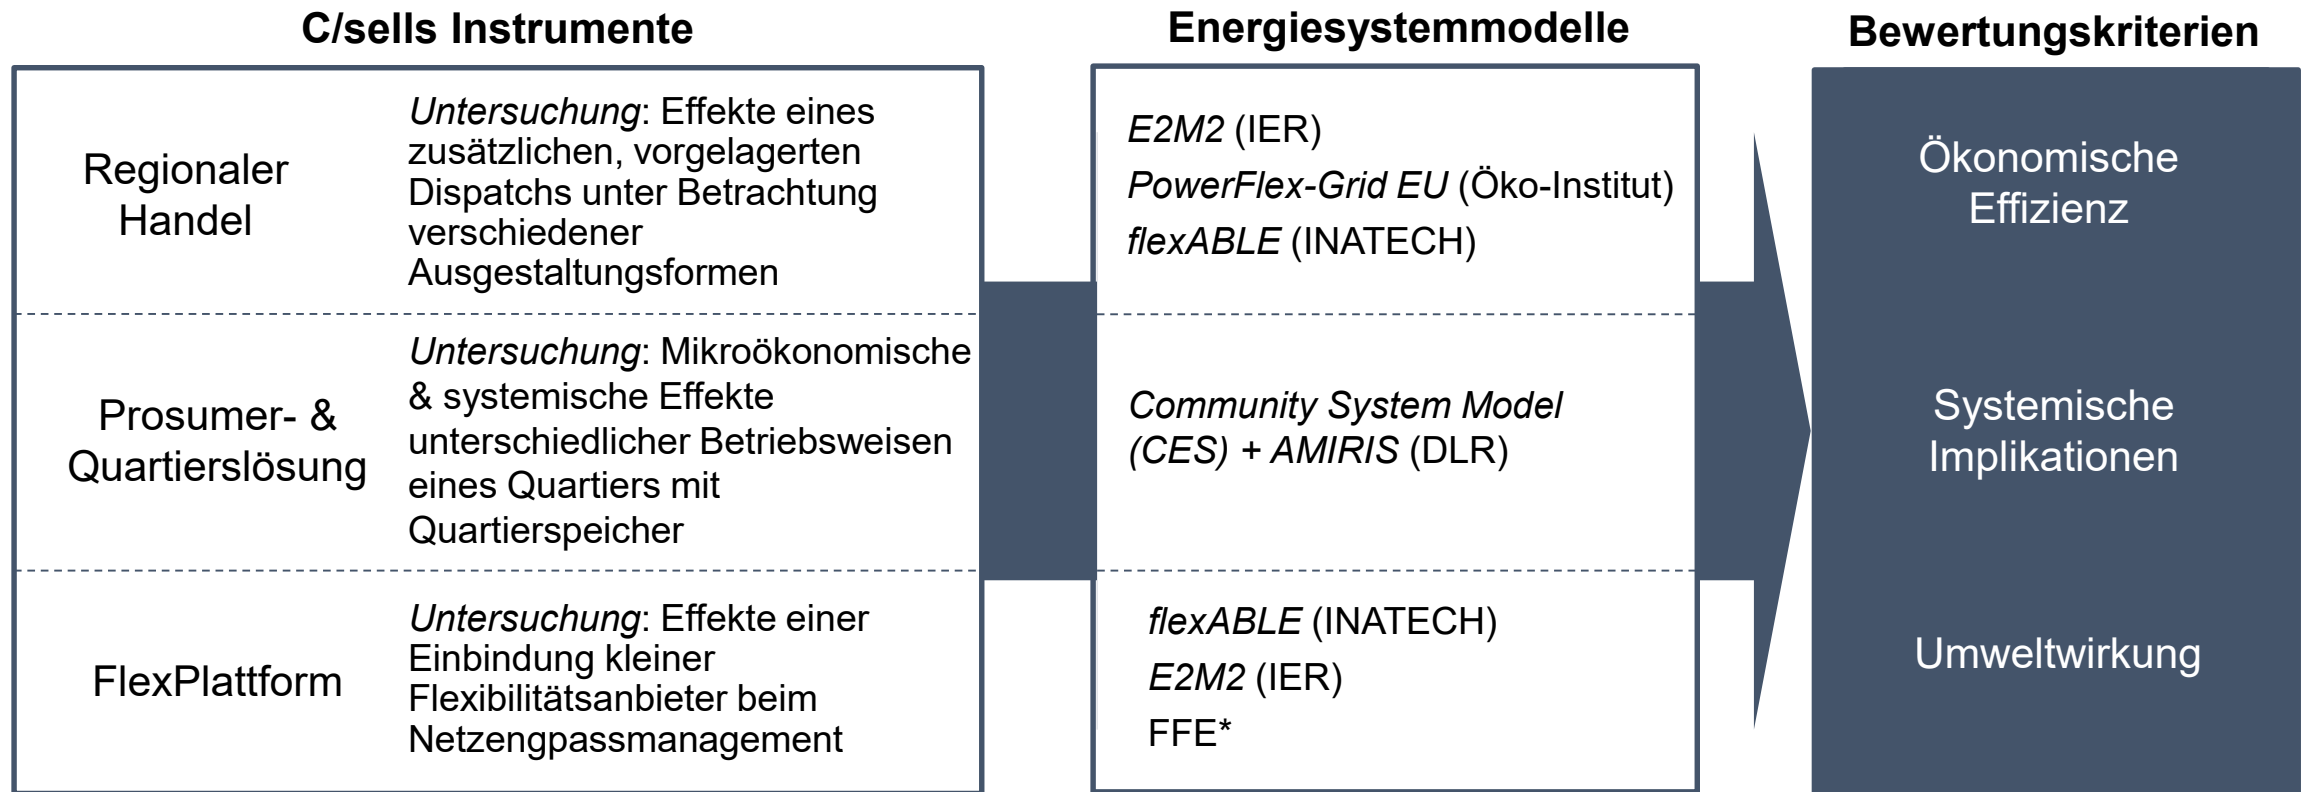 C/sells Instrumente
Energiesystemmodelle
Bewertungskriterien
Regionaler
Handel
Untersuchung: Effekte eines
zusätzlichen, vorgelagerten
Dispatchs unter Betrachtung
verschiedener
Ausgestaltungsformen
E2M2 (IER)
PowerFlex-Grid EU (Öko-Institut)
flexABLE (INATECH)
Ökonomische
Effizienz
Prosumer- &
Quartierslösung
Untersuchung: Mikroökonomische
& systemische Effekte
unterschiedlicher Betriebsweisen
eines Quartiers mit
Quartierspeicher
Community System Model
(CES) + AMIRIS (DLR)
Systemische
Implikationen
FlexPlattform
Untersuchung: Effekte einer
Einbindung kleiner
Flexibilitätsanbieter beim
Netzengpassmanagement
flexABLE (INATECH)
E2M2 (IER)
FFE*
Umweltwirkung